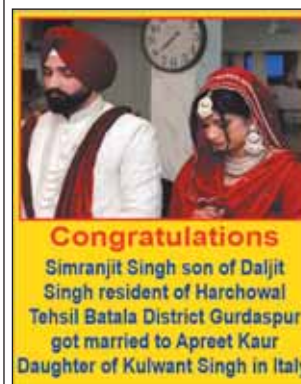 Congratulations
Simranjit Singh son of Daljit
Singh resident of Harchowal
Tehsil Batala District Gurdaspur
got married to Apreet Kaur
Daughter of Kulwant Singh in Italy